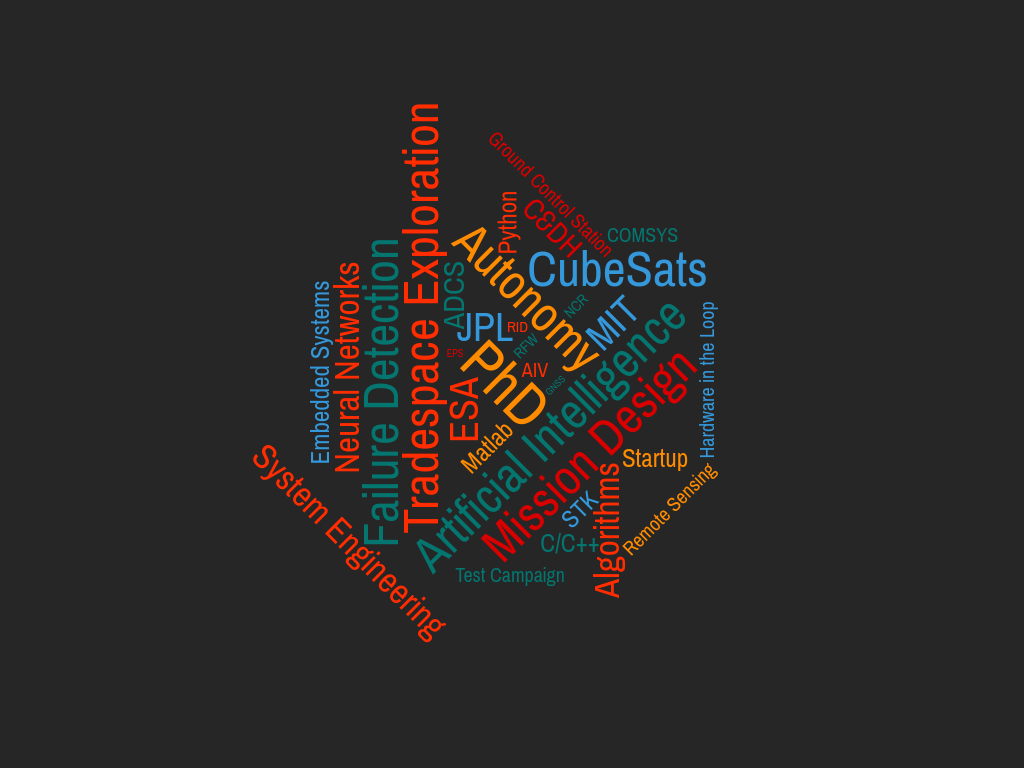 Ground Control Station
Python
C&DH
COMSYS
Autonomy
CubeSats
Tradespace Exploration
ADCS
Failure Detection
Neural Networks
Embedded Systems
NCR
MIT
JPL
RID
RFW
EPS
PhD
AIV
GNSS
ESA
Artificial Intelligence
Mission Design
Hardware in the Loop
Matlab
Startup
System Engineering
Algorithms
Remote Sensing
STK
C/C++
Test Campaign